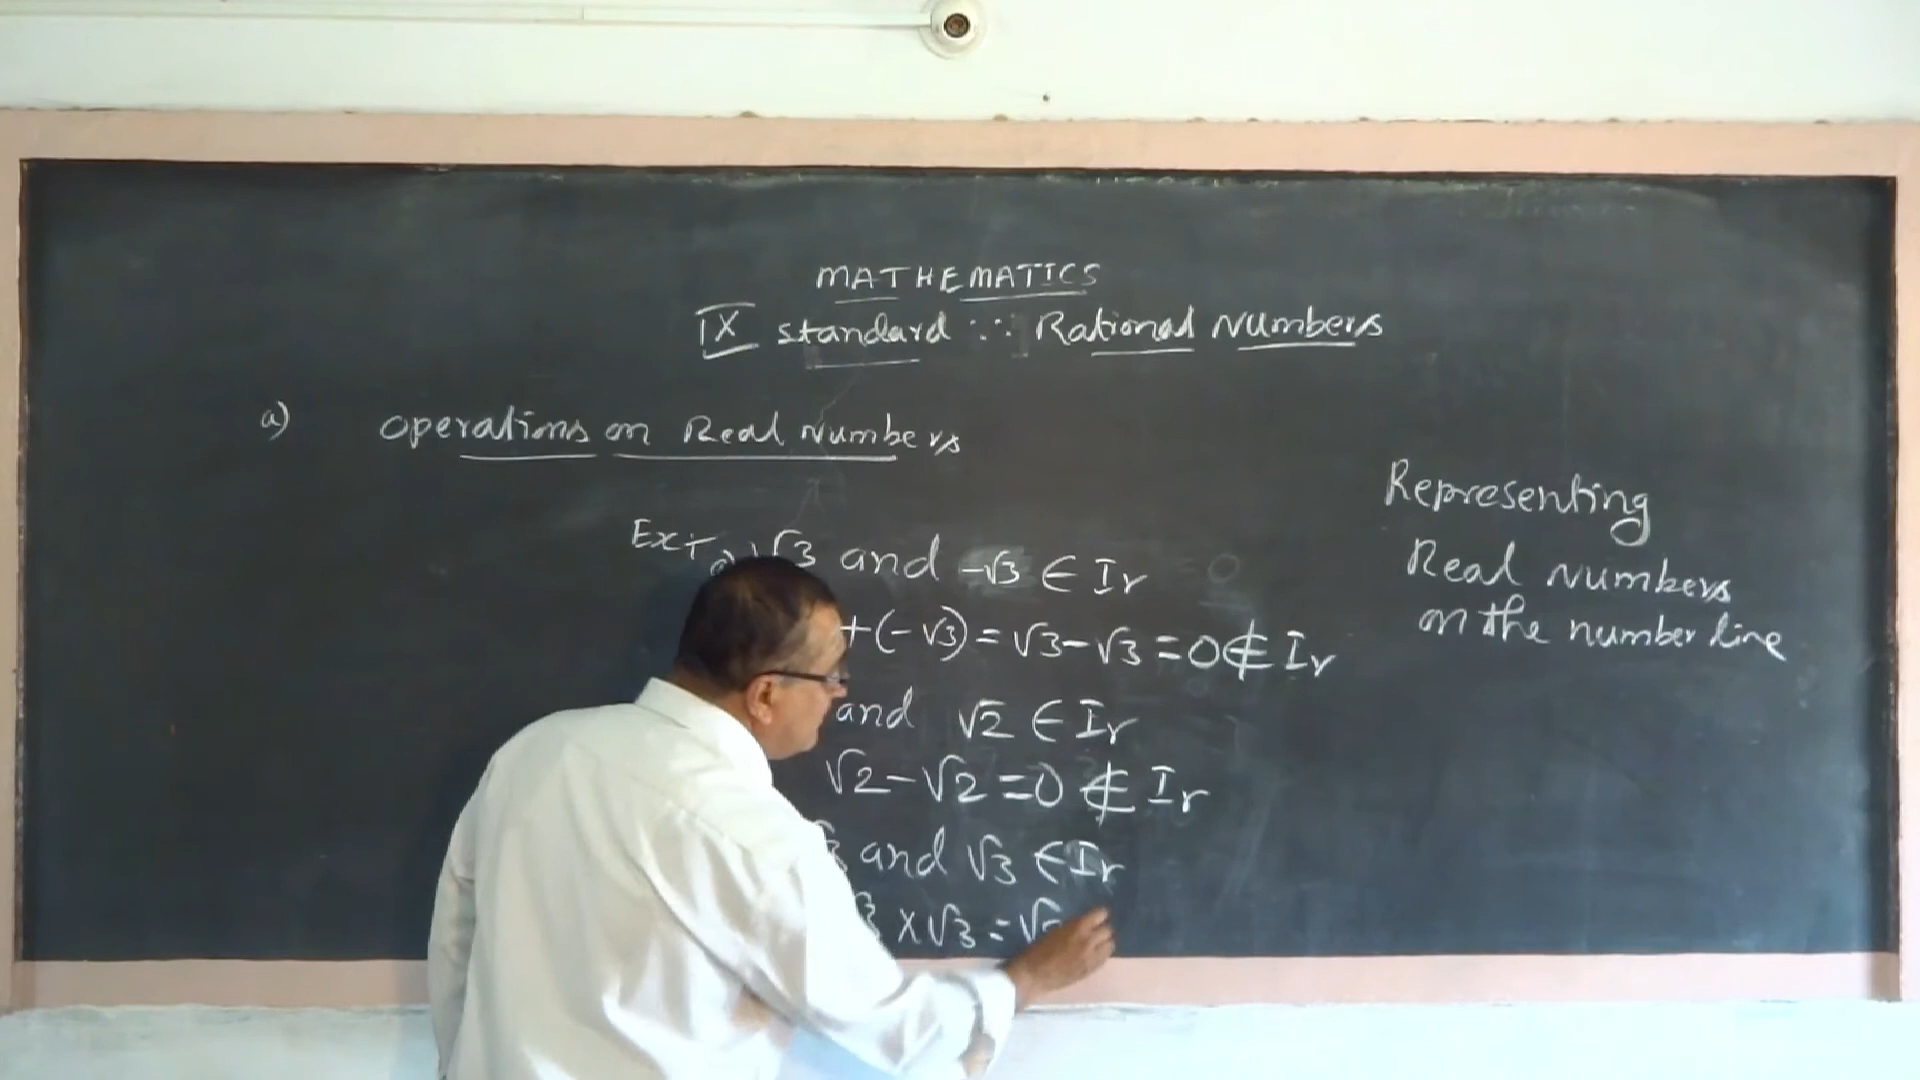 MATHEMATICS
IX standard ∴ Rational Numbers
a) Operations on Real Numbers
Ex:- a) √3 and -√3 ∈ Ir
+(-√3) = √3-√3 = 0 ∉ Ir
and √2 ∈ Ir
√2-√2 = 0 ∉ Ir
√3 and √3 ∈ Ir
√3 × √3 = √
Representing
Real Numbers
on the number line